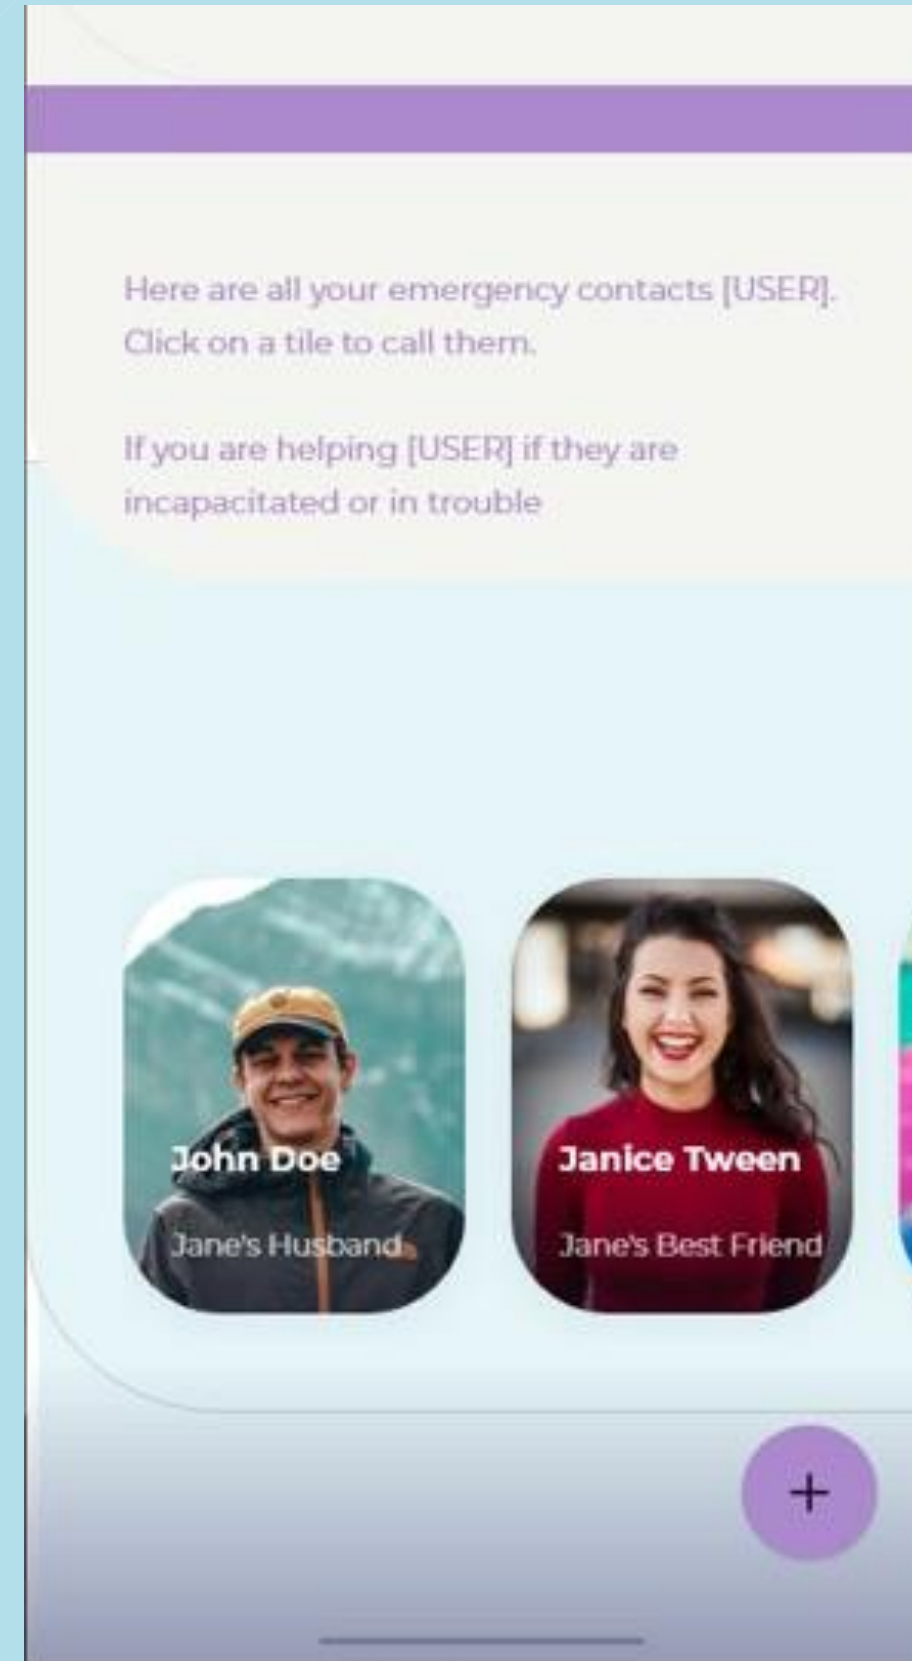 Here are all your emergency contacts [USER].
Click on a tile to call them.
If you are helping [USER] if they are
incapacitated or in trouble
John Doe
Jane's Husband
Janice Tween
Jane's Best Friend
+